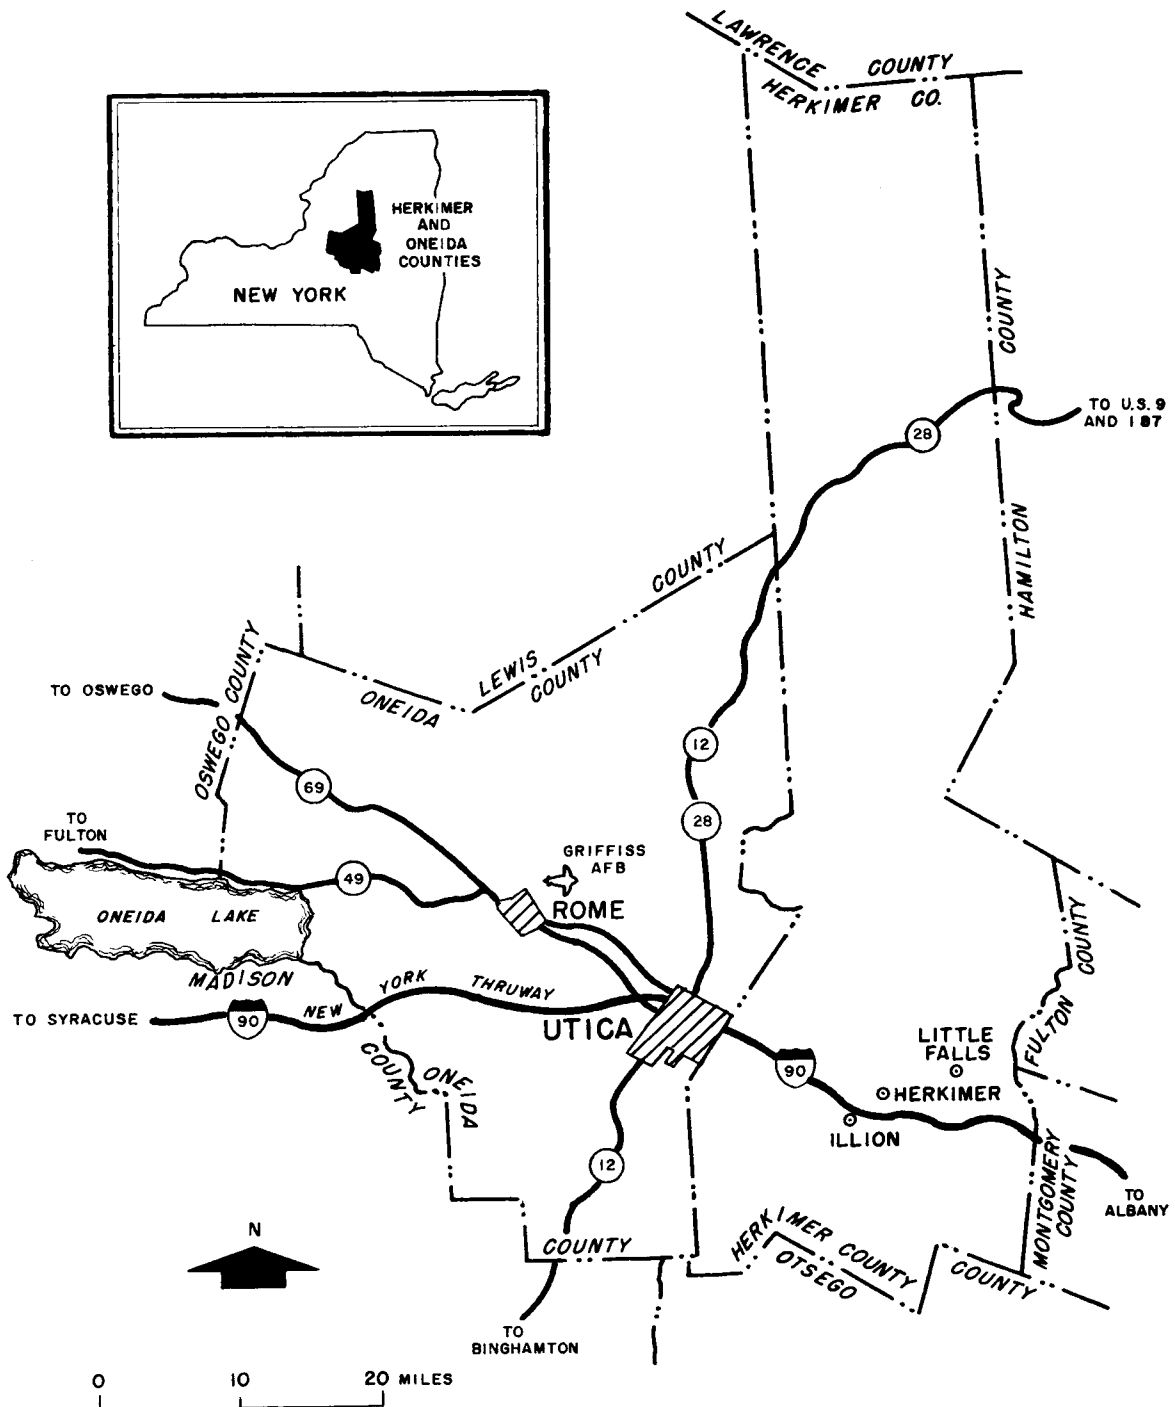 LAWRENCE COUNTY
HERKIMER CO.
HERKIMER
AND
ONEIDA
COUNTIES
NEW YORK
COUNTY
HAMILTON
TO U.S. 9
AND I 87
28
COUNTY
LEWIS
COUNTY
ONEIDA
OSWEGO COUNTY
TO OSWEGO
69
12
28
TO
FULTON
49
GRIFFISS
AFB
ROME
ONEIDA LAKE
MADISON
COUNTY
NEW YORK THRUWAY
TO SYRACUSE
90
UTICA
ONEIDA
COUNTY
FULTON
LITTLE
FALLS
90
HERKIMER
ILLION
12
MONTGOMERY
COUNTY
TO
ALBANY
N
COUNTY
HERKIMER COUNTY
OTSEGO
COUNTY
TO
BINGHAMTON
0 10 20 MILES